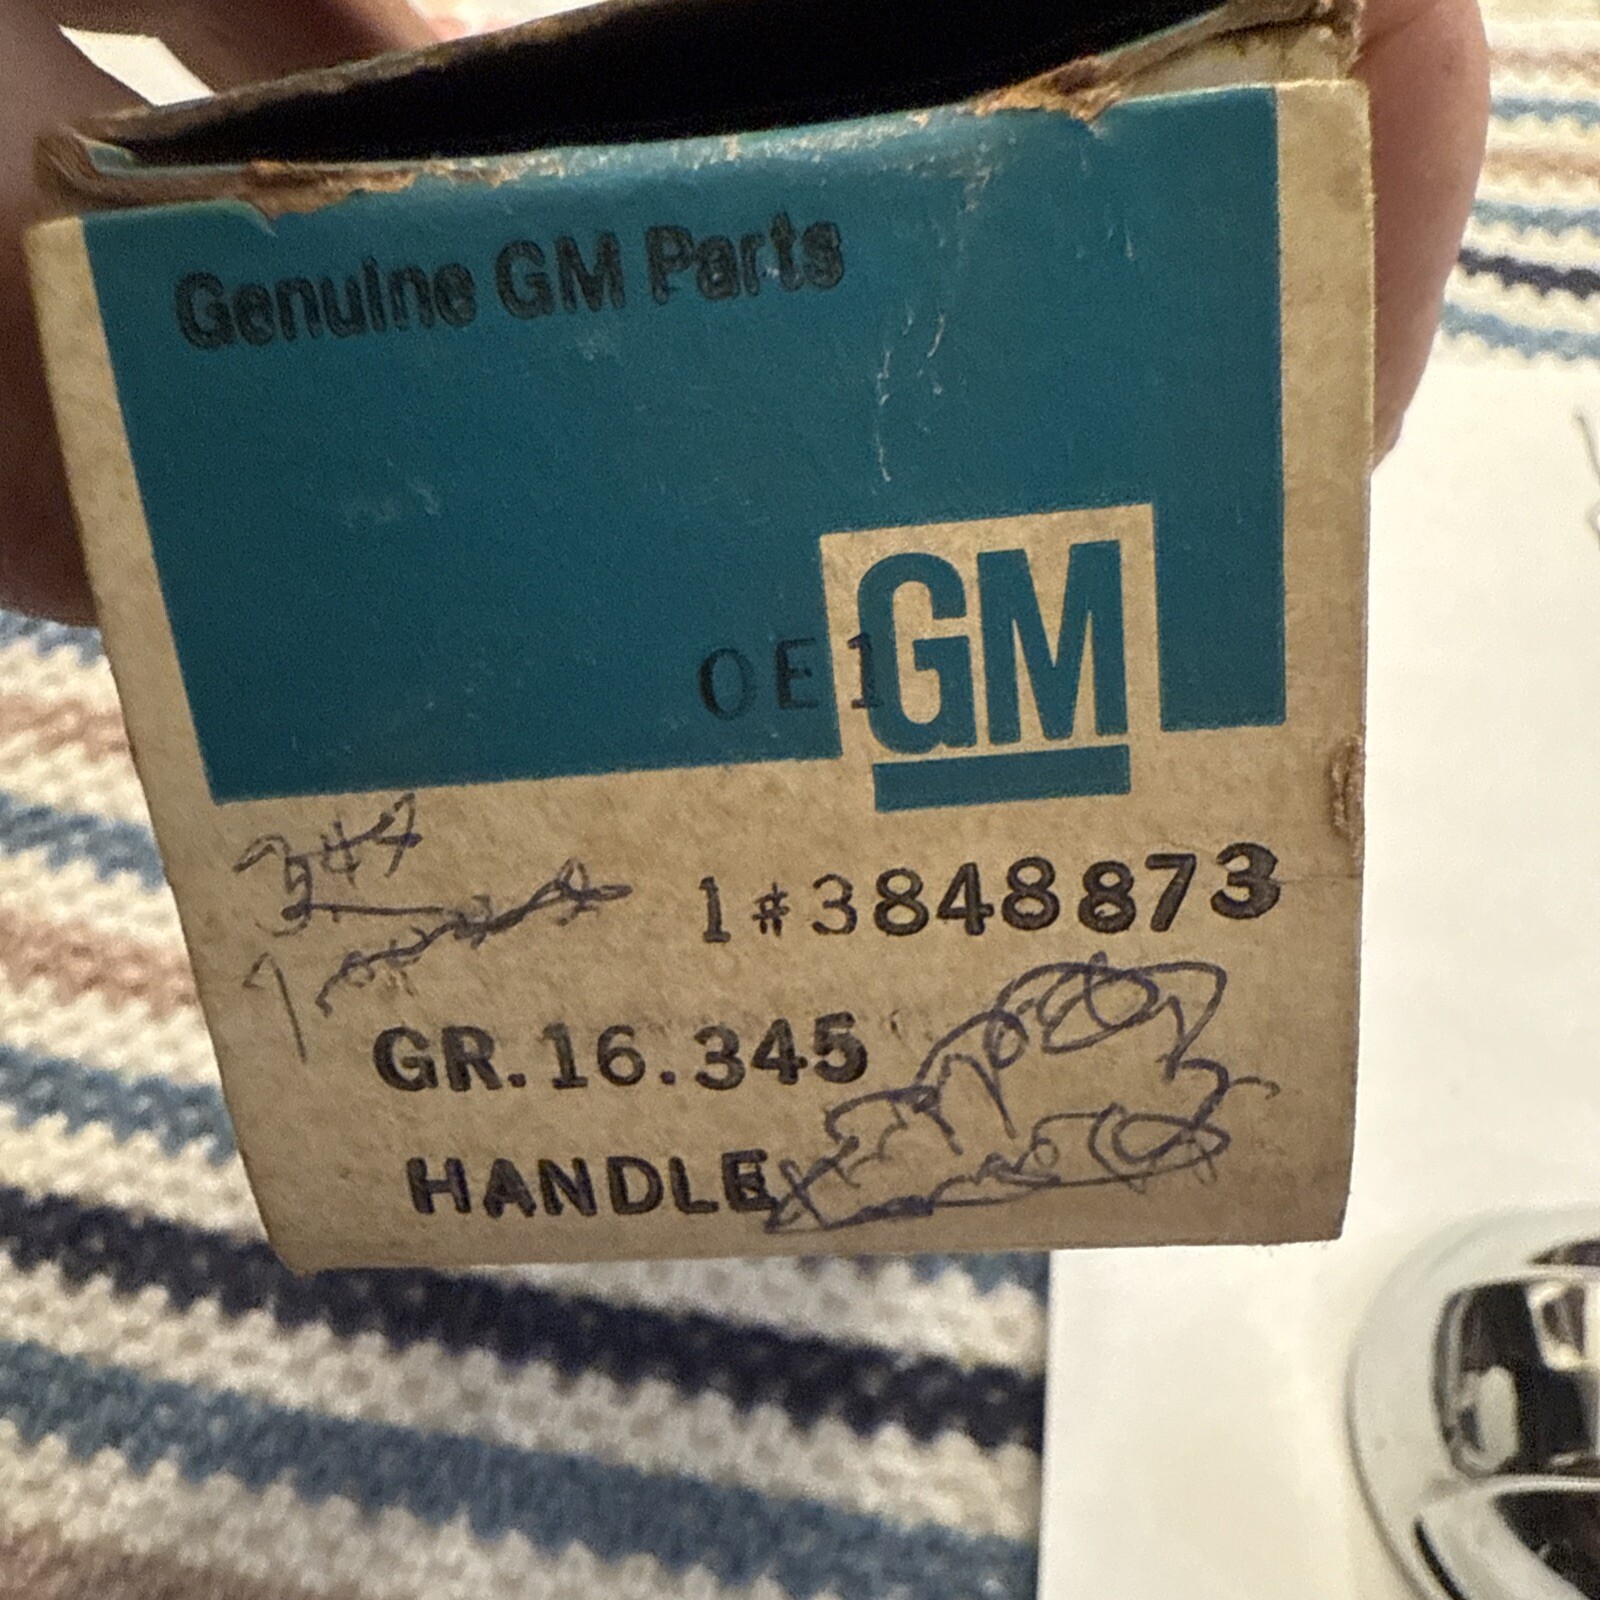 Genuine GM Parts
OE1
GM
1#3848873
GR.16.345
HANDLE